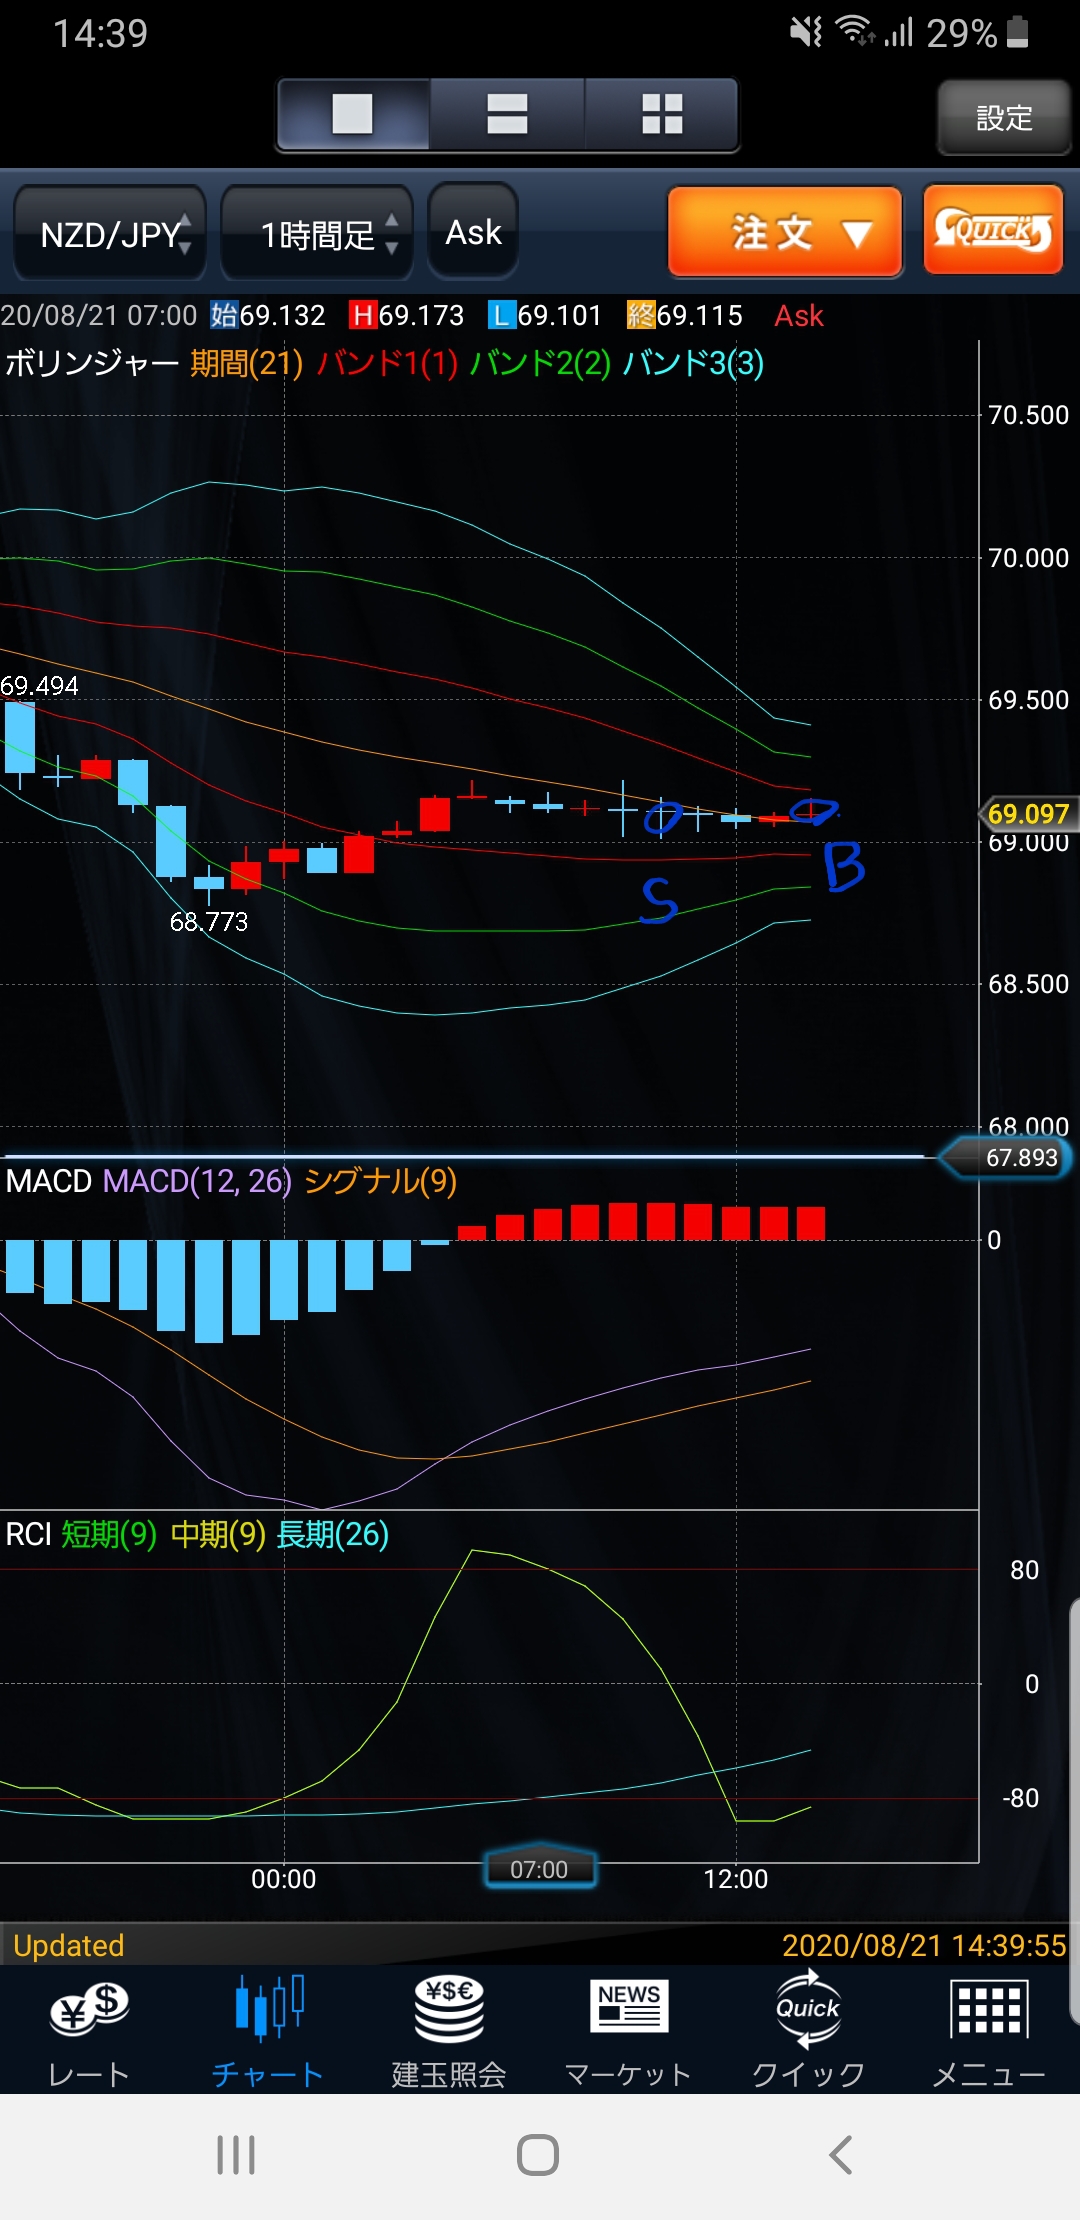 14:39 29%
設定
NZD/JPY 1時間足 Ask 注文 QUICK
20/08/21 07:00 始69.132 H69.173 L69.101 終69.115 Ask
ボリンジャー 期間(21) バンド1(1) バンド2(2) バンド3(3)
70.500
70.000
69.494
69.500
69.097
69.000
B
S
68.773
68.500
68.000
67.893
MACD MACD(12, 26) シグナル(9)
0
RCI 短期(9) 中期(9) 長期(26)
80
0
-80
00:00 07:00 12:00
Updated 2020/08/21 14:39:55
¥$ ¥$€ NEWS Quick
レート チャート 建玉照会 マーケット クイック メニュー